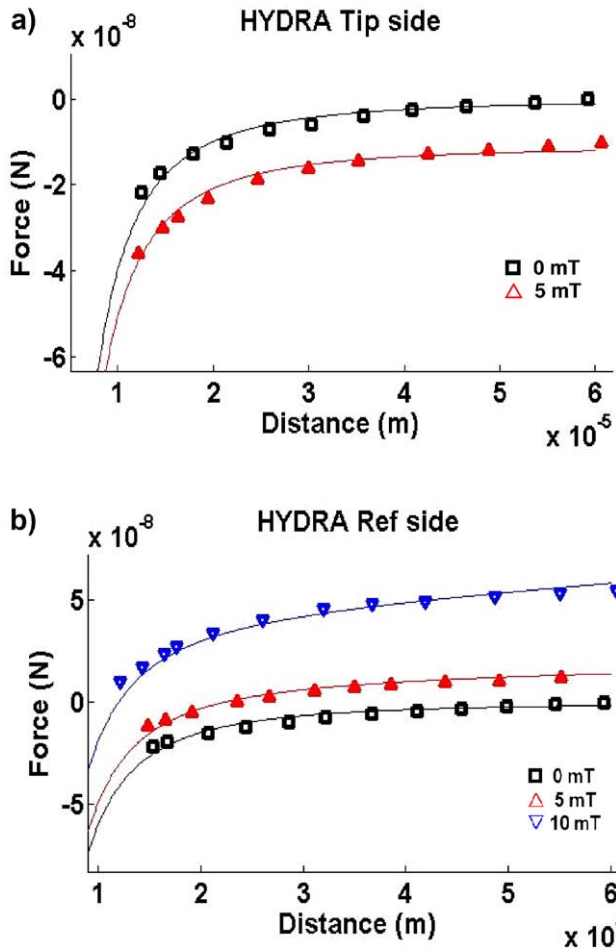 a)
x 10-8
HYDRA Tip side
0
-2
-4
-6
Force (N)
0 mT
5 mT
1 2 3 4 5 6
Distance (m)
x 10-5
b)
x 10-8
HYDRA Ref side
5
0
-5
Force (N)
0 mT
5 mT
10 mT
1 2 3 4 5 6
Distance (m)
x 10